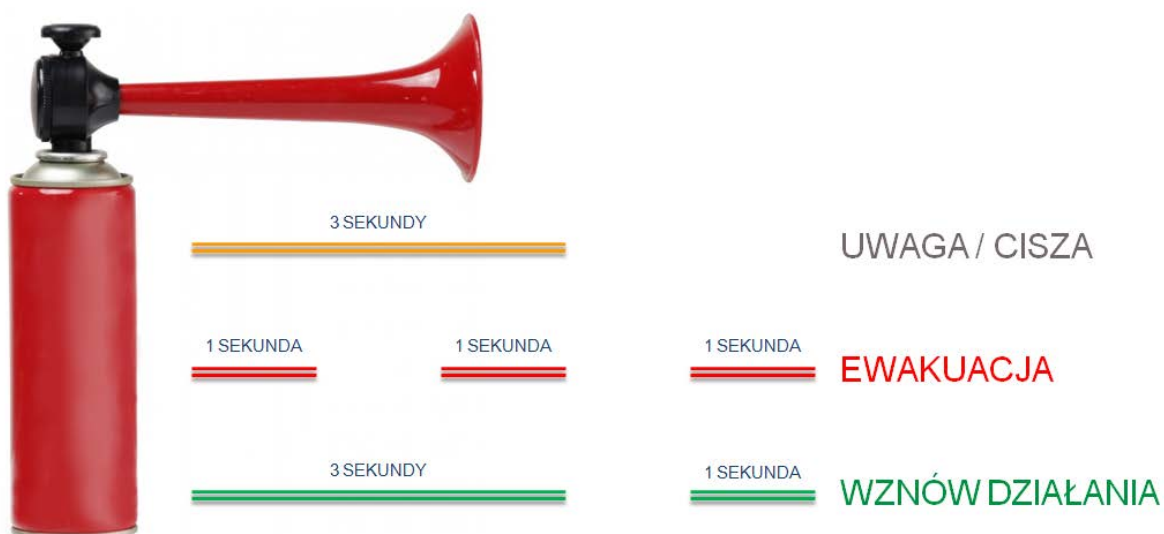 3 SEKUNDY
UWAGA / CISZA
1 SEKUNDA 1 SEKUNDA 1 SEKUNDA
EWAKUACJA
3 SEKUNDY 1 SEKUNDA
WZNÓW DZIAŁANIA